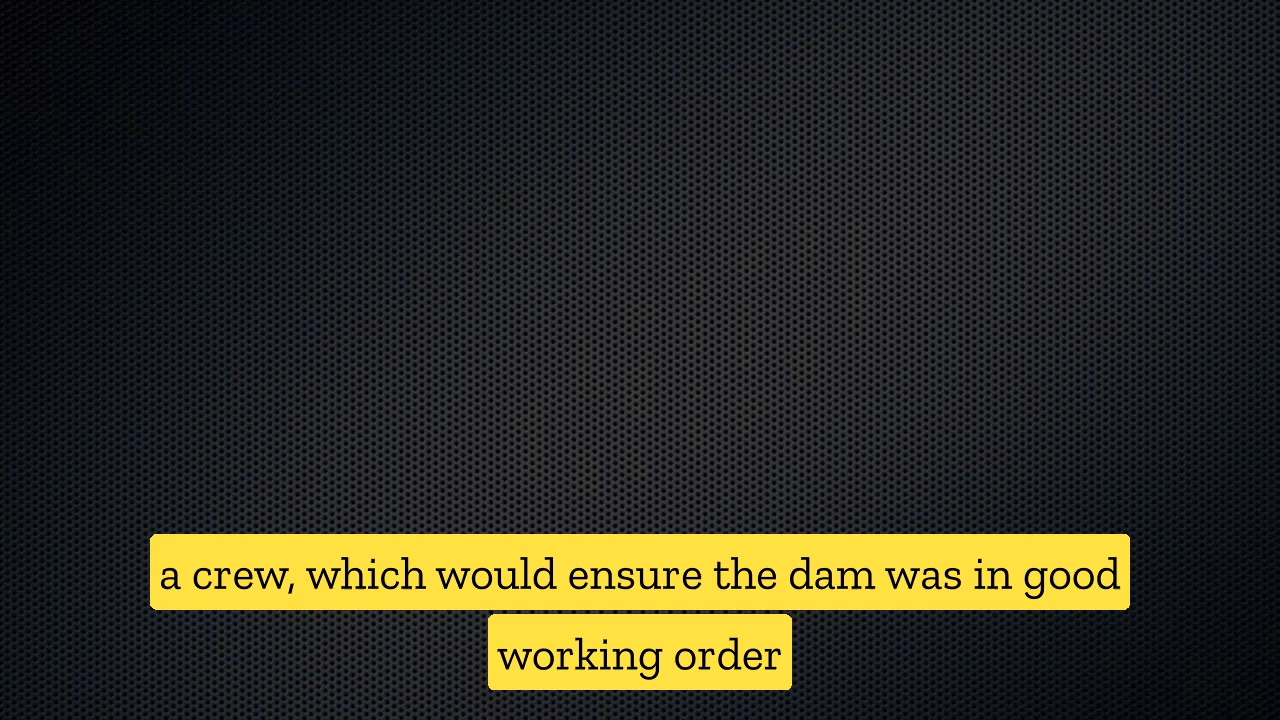 a crew, which would ensure the dam was in good
working order